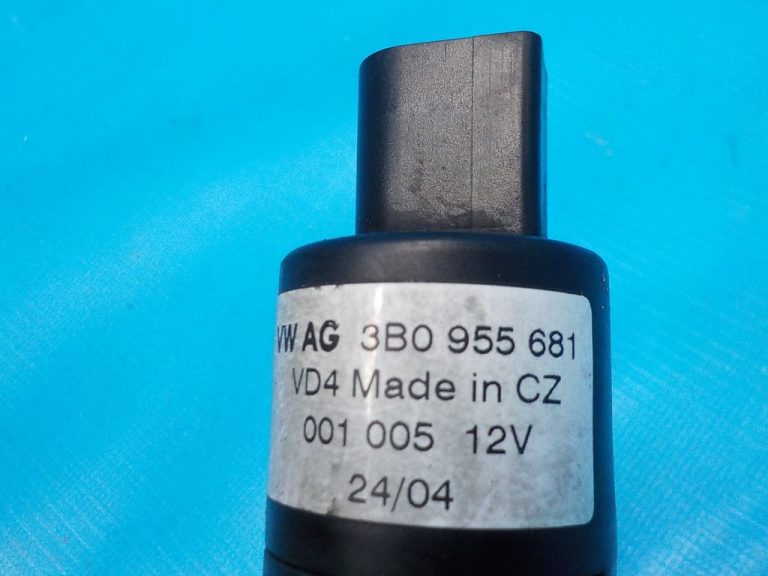 VW AG 3B0 955 681
VD4 Made in CZ
001 005 12V
24/04